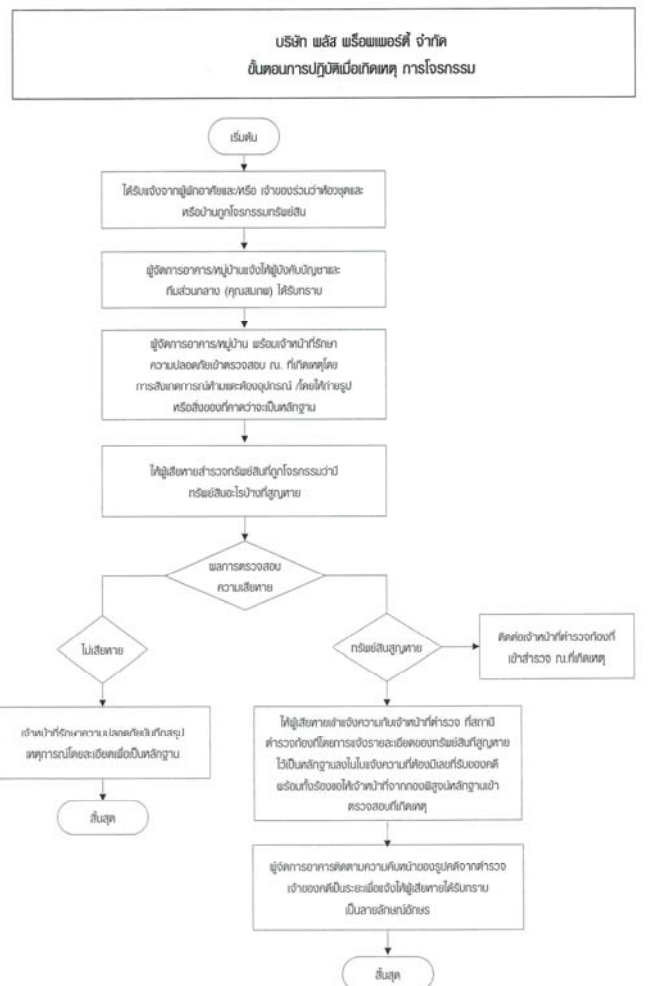 บริษัท พลัส พร็อพเพอร์ตี้ จำกัด
ขั้นตอนการปฏิบัติเมื่อเกิดเหตุ การโจรกรรม
เริ่มต้น
ได้รับแจ้งจากผู้พักอาศัยและ/หรือ เจ้าของร่วมว่าห้องชุดและ
หรือบ้านถูกโจรกรรมทรัพย์สิน
ผู้จัดการอาคาร/หมู่บ้านแจ้งให้ผู้บังคับบัญชาและ
ทีมส่วนกลาง (คุณสมภพ) ได้รับทราบ
ผู้จัดการอาคาร/หมู่บ้าน พร้อมเจ้าหน้าที่รักษา
ความปลอดภัยเข้าตรวจสอบ ณ. ที่เกิดเหตุโดย
การสังเกตการณ์ห้ามแตะต้องอุปกรณ์ /โดยให้ถ่ายรูป
หรือสิ่งของที่คาดว่าจะเป็นหลักฐาน
ให้ผู้เสียหายสำรวจทรัพย์สินที่ถูกโจรกรรมว่ามี
ทรัพย์สินอะไรบ้างที่สูญหาย
ผลการตรวจสอบ
ความเสียหาย
ไม่เสียหาย
ทรัพย์สินสูญหาย
ติดต่อเจ้าหน้าที่ตำรวจท้องที่
เข้าสำรวจ ณ.ที่เกิดเหตุ
เจ้าหน้าที่รักษาความปลอดภัยบันทึกสรุป
เหตุการณ์โดยละเอียดเพื่อเป็นหลักฐาน
สิ้นสุด
ให้ผู้เสียหายเข้าแจ้งความกับเจ้าหน้าที่ตำรวจ ที่สถานี
ตำรวจท้องที่โดยการแจ้งรายละเอียดของทรัพย์สินที่สูญหาย
ไว้เป็นหลักฐานลงในใบแจ้งความที่ต้องมีเลขที่รับของคดี
พร้อมทั้งร้องขอให้เจ้าหน้าที่จากกองพิสูจน์หลักฐานเข้า
ตรวจสอบที่เกิดเหตุ
ผู้จัดการอาคารติดตามความคืบหน้าของรูปคดีจากตำรวจ
เจ้าของคดีเป็นระยะเพื่อแจ้งให้ผู้เสียหายได้รับทราบ
เป็นลายลักษณ์อักษร
สิ้นสุด